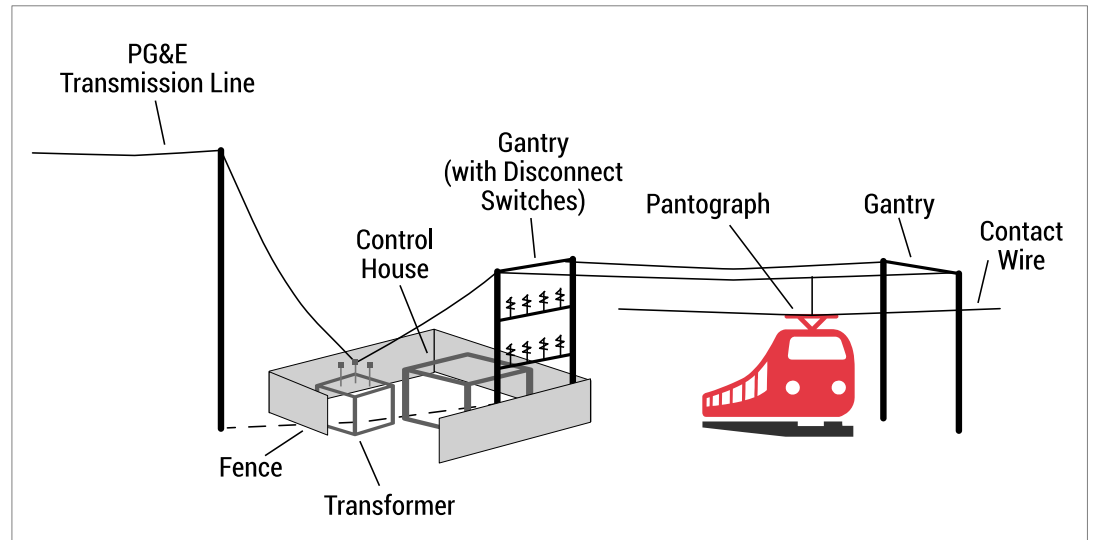 PG&E
Transmission Line
Gantry
(with Disconnect
Switches)
Pantograph
Gantry
Contact
Wire
Control
House
Fence
Transformer